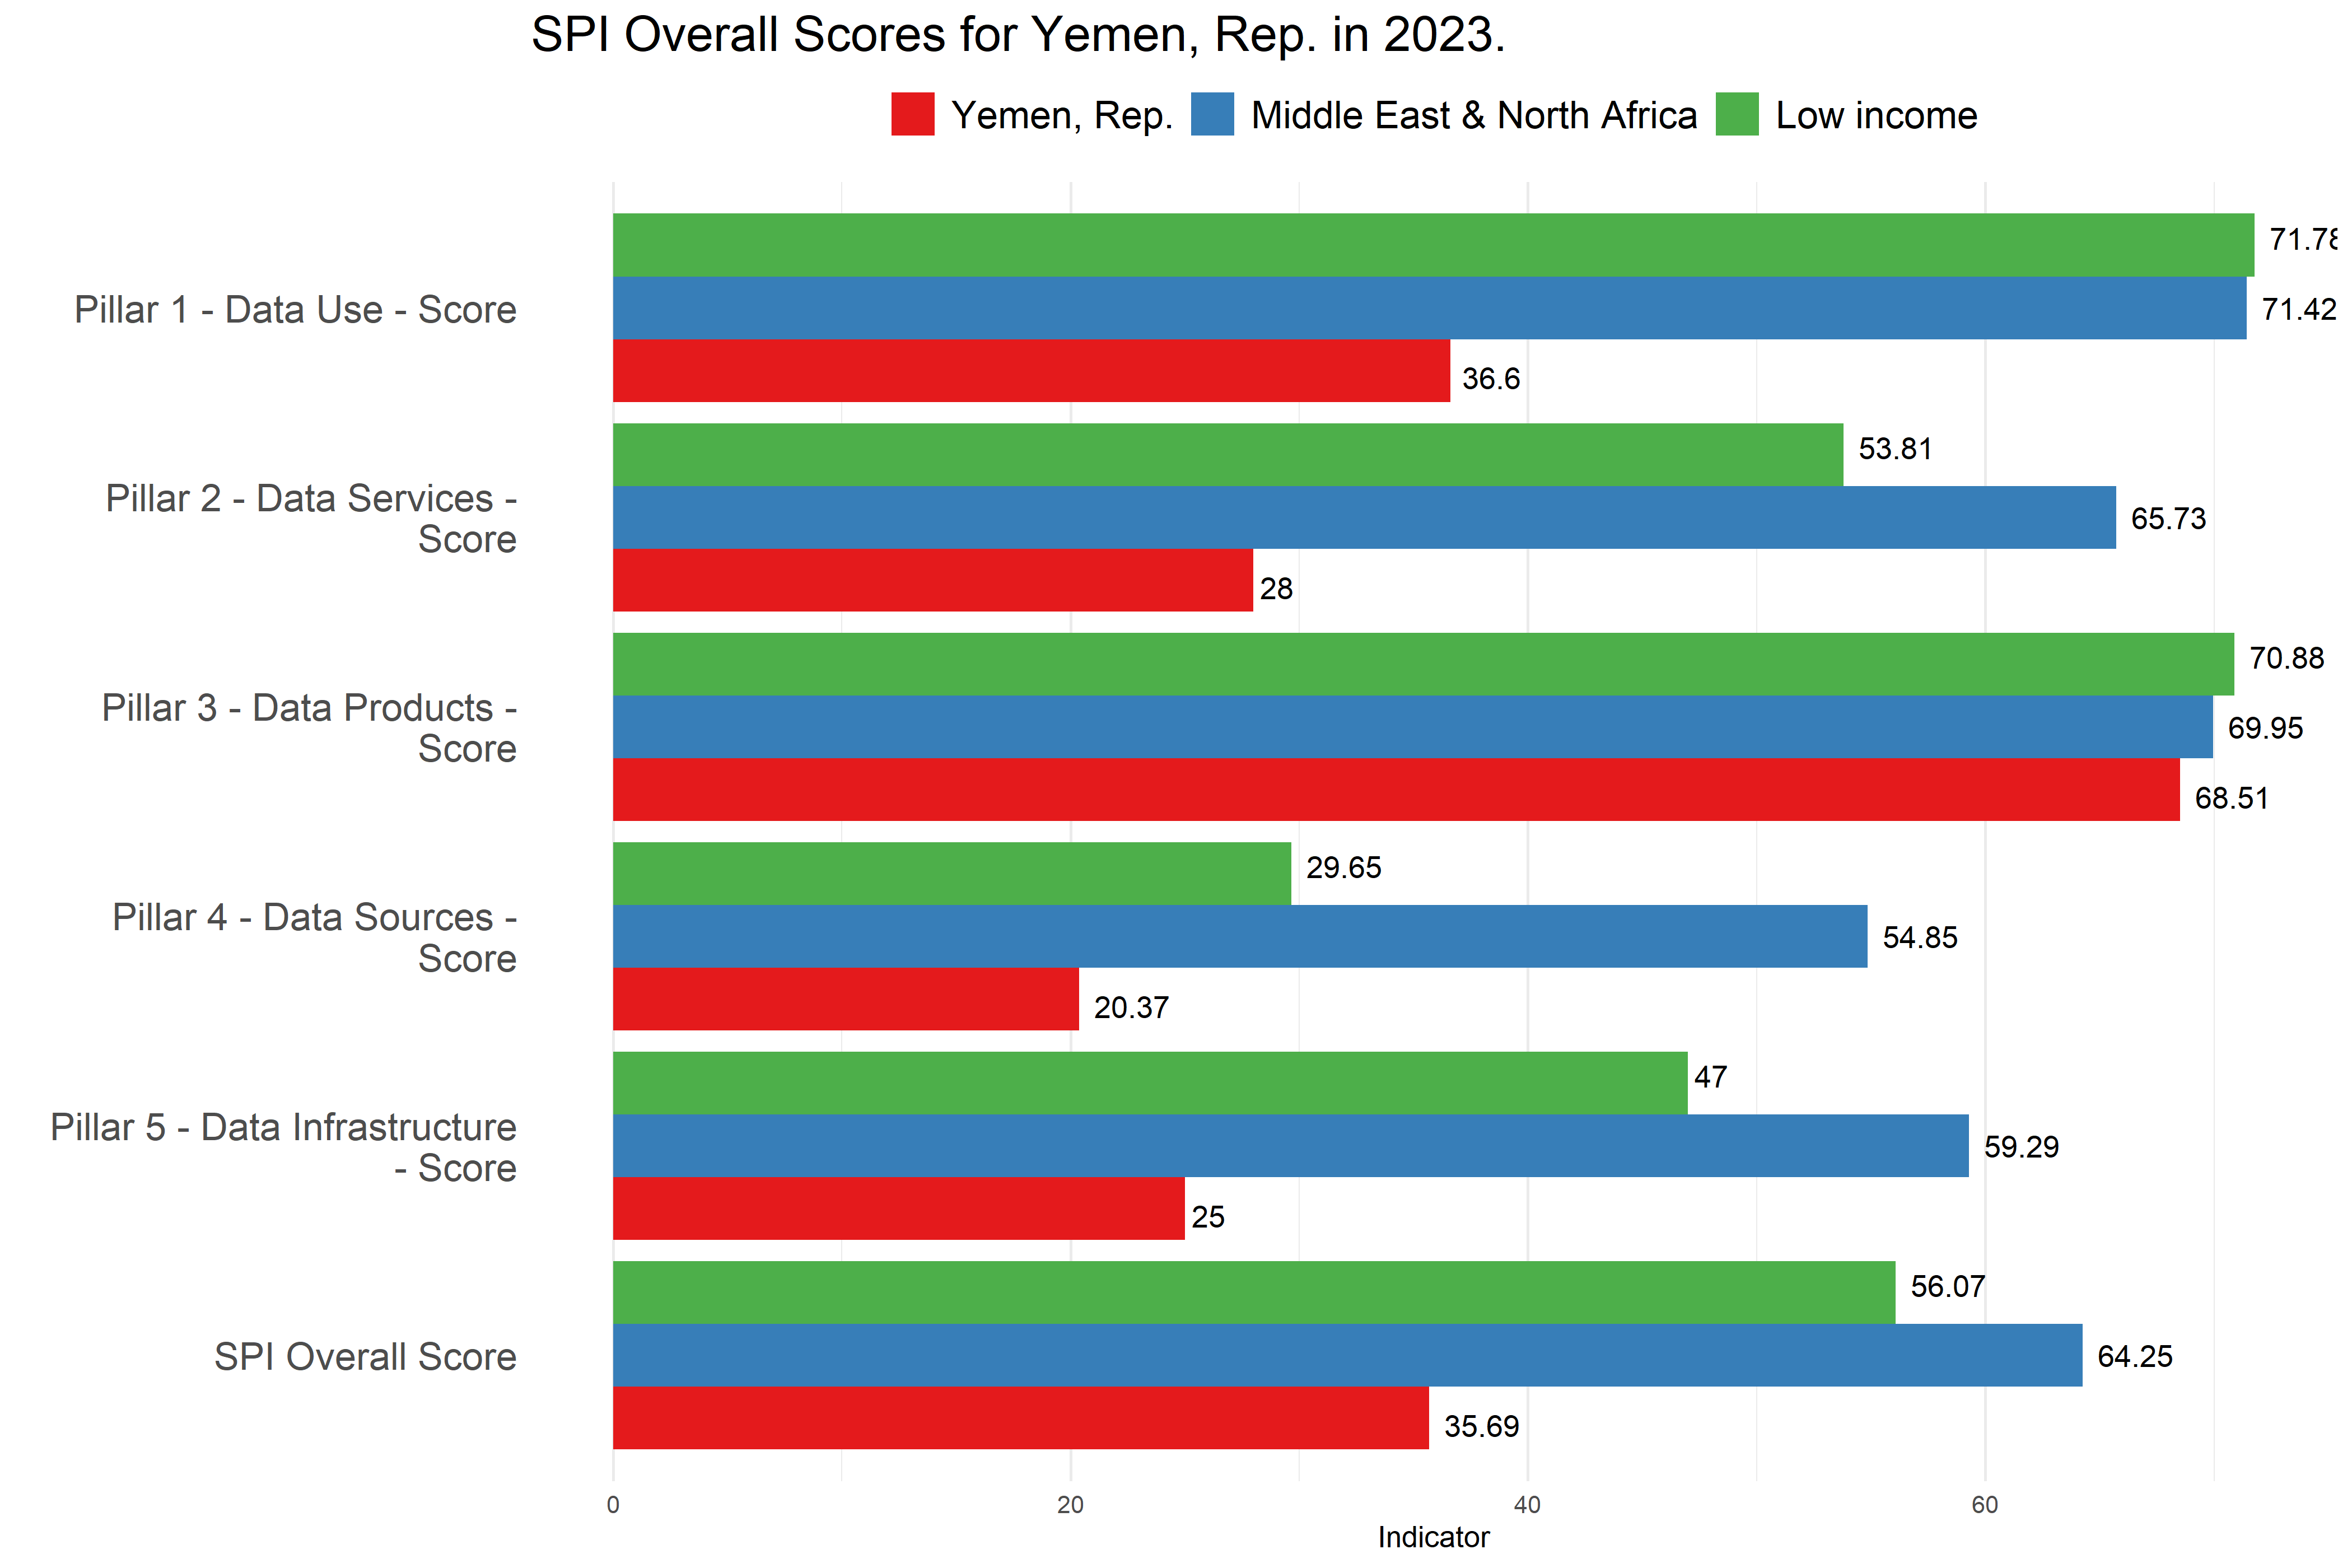 SPI Overall Scores for Yemen, Rep. in 2023.
Yemen, Rep. Middle East & North Africa Low income
Pillar 1 - Data Use - Score
71.78
71.42
36.6
Pillar 2 - Data Services -
Score
53.81
65.73
28
Pillar 3 - Data Products -
Score
70.88
69.95
68.51
Pillar 4 - Data Sources -
Score
29.65
54.85
20.37
Pillar 5 - Data Infrastructure
- Score
47
59.29
25
SPI Overall Score
56.07
64.25
35.69
0 20 40 60
Indicator